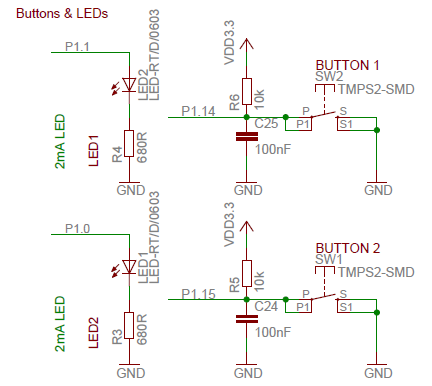 Buttons & LEDs
P1.1
LED2
LED-RT/D/0603
2mA LED
LED1
R4
680R
GND
VDD3.3
R6
10k
P1.14
C25
100nF
GND
BUTTON 1
SW2
TMPS2-SMD
P
S
P1
S1
GND
P1.0
LED1
LED-RT/D/0603
2mA LED
LED2
R3
680R
GND
VDD3.3
R5
10k
P1.15
C24
100nF
GND
BUTTON 2
SW1
TMPS2-SMD
P
S
P1
S1
GND